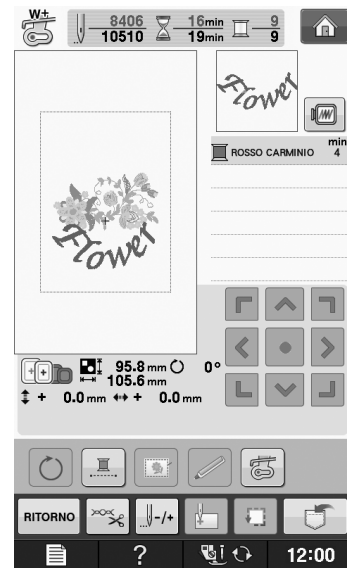 W+
8406 16min 9
10510 19min 9
Flower
min
ROSSO CARMINIO 4
Flower
95.8 mm 0°
105.6 mm
+ 0.0 mm + 0.0 mm
RITORNO
-/+
? 12:00